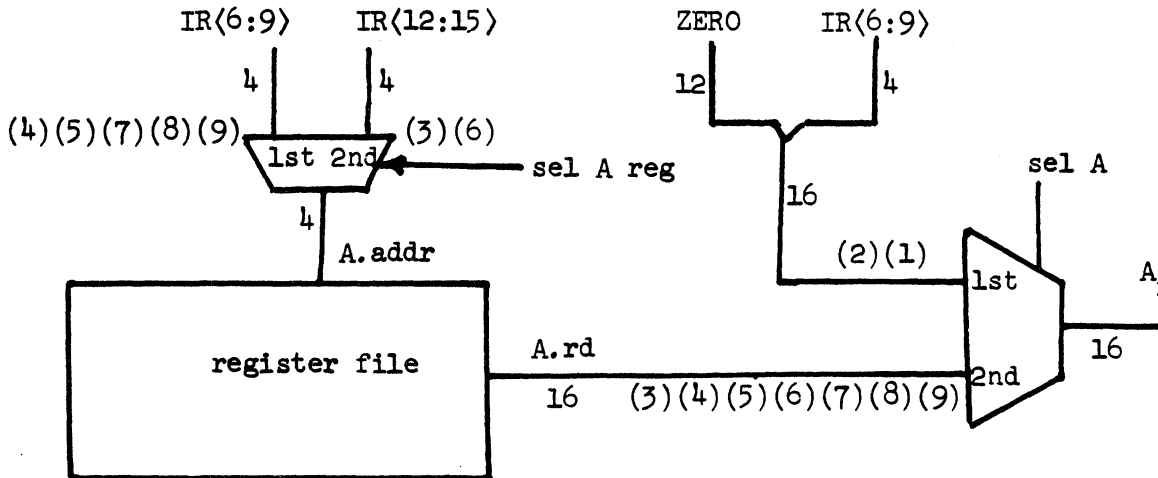 IR⟨6:9⟩ IR⟨12:15⟩ ZERO IR⟨6:9⟩
4 4 12 4
(4)(5)(7)(8)(9) (3)(6)
1st 2nd
sel A reg
sel A
4
16
A.addr
(2)(1)
1st
A
register file
A.rd
16
2nd
16 (3)(4)(5)(6)(7)(8)(9)